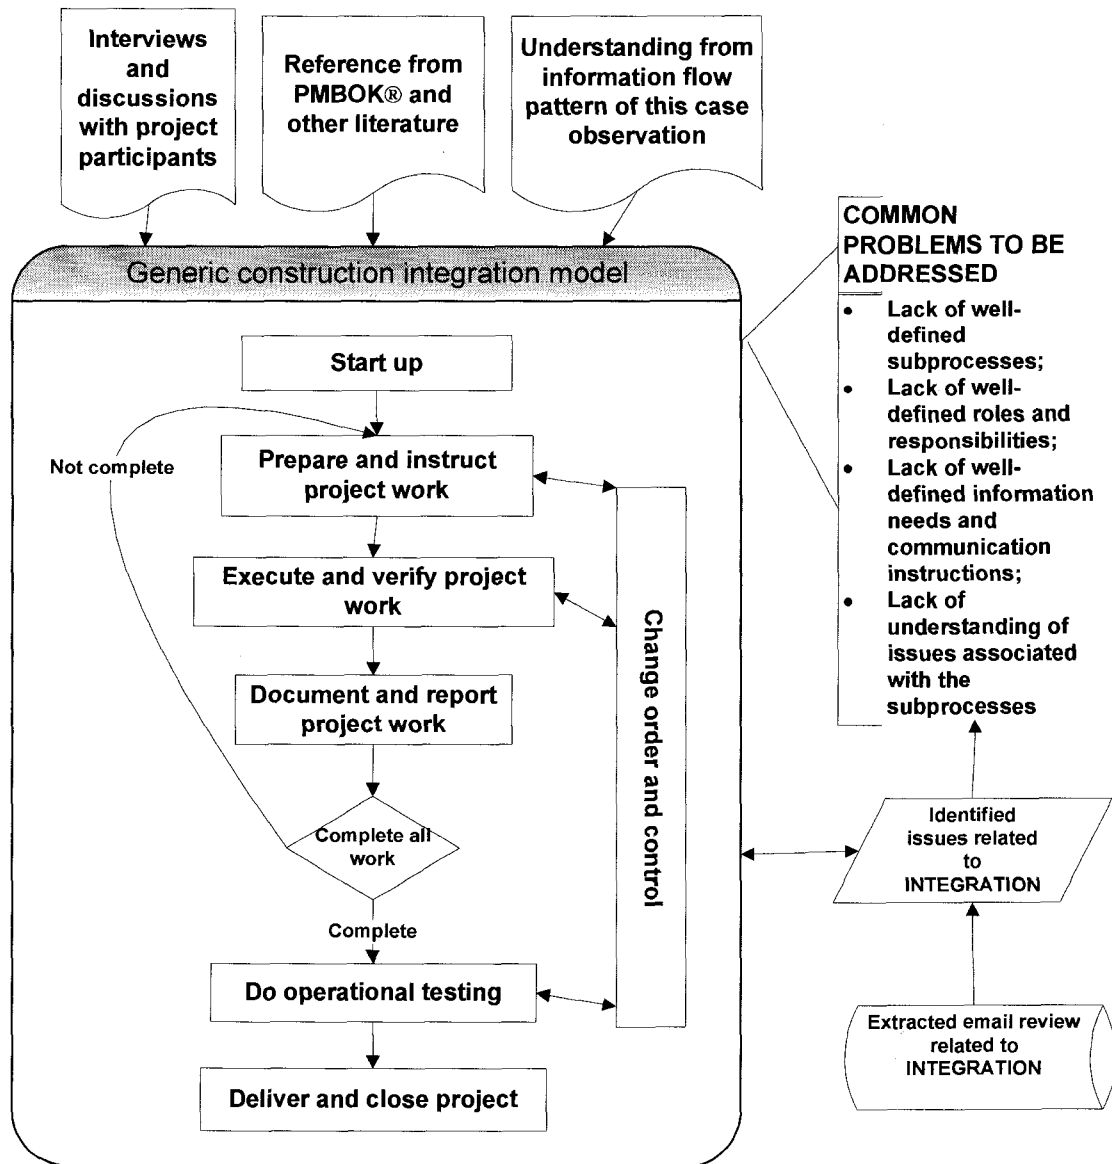 Interviews
and
discussions
with project
participants
Reference from
PMBOK® and
other literature
Understanding from
information flow
pattern of this case
observation
Generic construction integration model
Start up
Not complete
Prepare and instruct
project work
Execute and verify project
work
Document and report
project work
Complete all
work
Complete
Do operational testing
Deliver and close project
Change order and control
COMMON
PROBLEMS TO BE
ADDRESSED
• Lack of well-
defined
subprocesses;
• Lack of well-
defined roles and
responsibilities;
• Lack of well-
defined information
needs and
communication
instructions;
• Lack of
understanding of
issues associated
with the
subprocesses
Identified
issues related
to
INTEGRATION
Extracted email review
related to
INTEGRATION